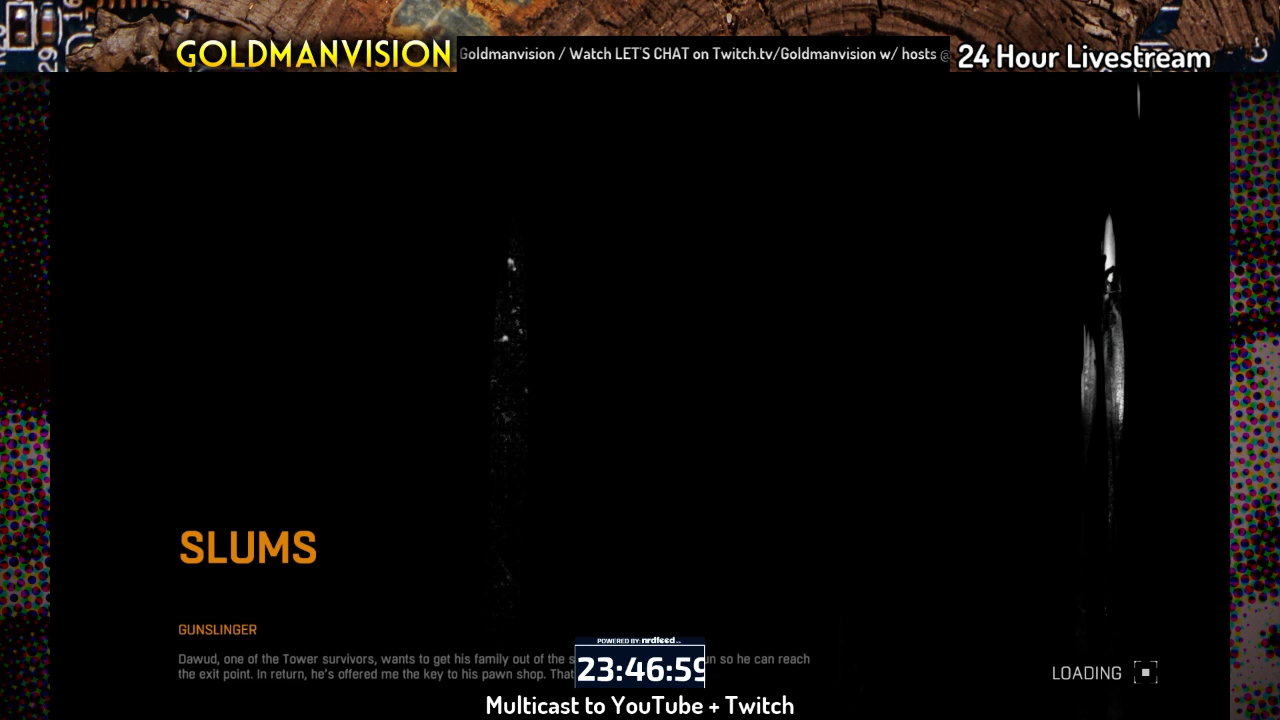 GOLDMANVISION
Goldmanvision / Watch LET'S CHAT on Twitch.tv/Goldmanvision w/ hosts @
24 Hour Livestream
SLUMS
GUNSLINGER
Dawud, one of the Tower survivors, wants to get his family out of the s
n so he can reach
the exit point. In return, he's offered me the key to his pawn shop. That
LOADING
POWERED BY: nrdfeed
23:46:59
Multicast to YouTube + Twitch